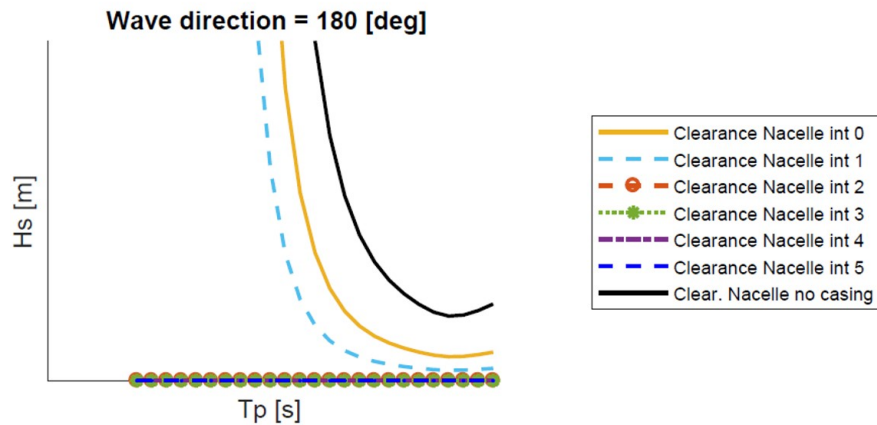 Wave direction = 180 [deg]
Hs [m]
Tp [s]
Clearance Nacelle int 0
Clearance Nacelle int 1
Clearance Nacelle int 2
Clearance Nacelle int 3
Clearance Nacelle int 4
Clearance Nacelle int 5
Clear. Nacelle no casing